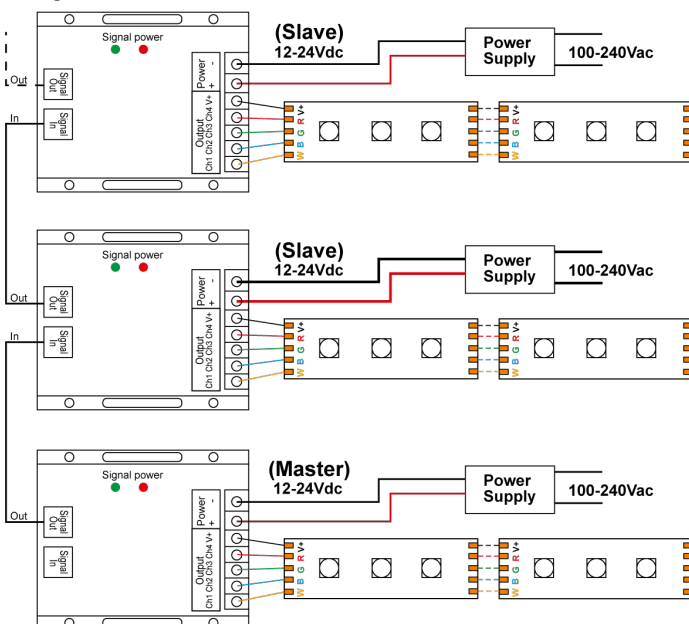 (Slave)
12-24Vdc
Power
Supply
100-240Vac
Signal power
Out
Signal
Out
In
Signal
In
Power
- +
Output
Ch1 Ch2 Ch3 Ch4 V+
V+
R
G
B
W
(Slave)
12-24Vdc
Power
Supply
100-240Vac
Signal power
Out
Signal
Out
In
Signal
In
Power
- +
Output
Ch1 Ch2 Ch3 Ch4 V+
V+
R
G
B
W
(Master)
12-24Vdc
Power
Supply
100-240Vac
Signal power
Out
Signal
Out
Signal
In
Power
- +
Output
Ch1 Ch2 Ch3 Ch4 V+
V+
R
G
B
W